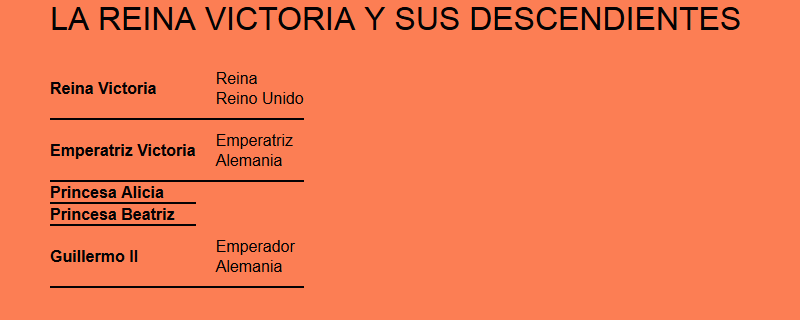 LA REINA VICTORIA Y SUS DESCENDIENTES
Reina Victoria
Reina
Reino Unido
Emperatriz Victoria
Emperatriz
Alemania
Princesa Alicia
Princesa Beatriz
Guillermo II
Emperador
Alemania